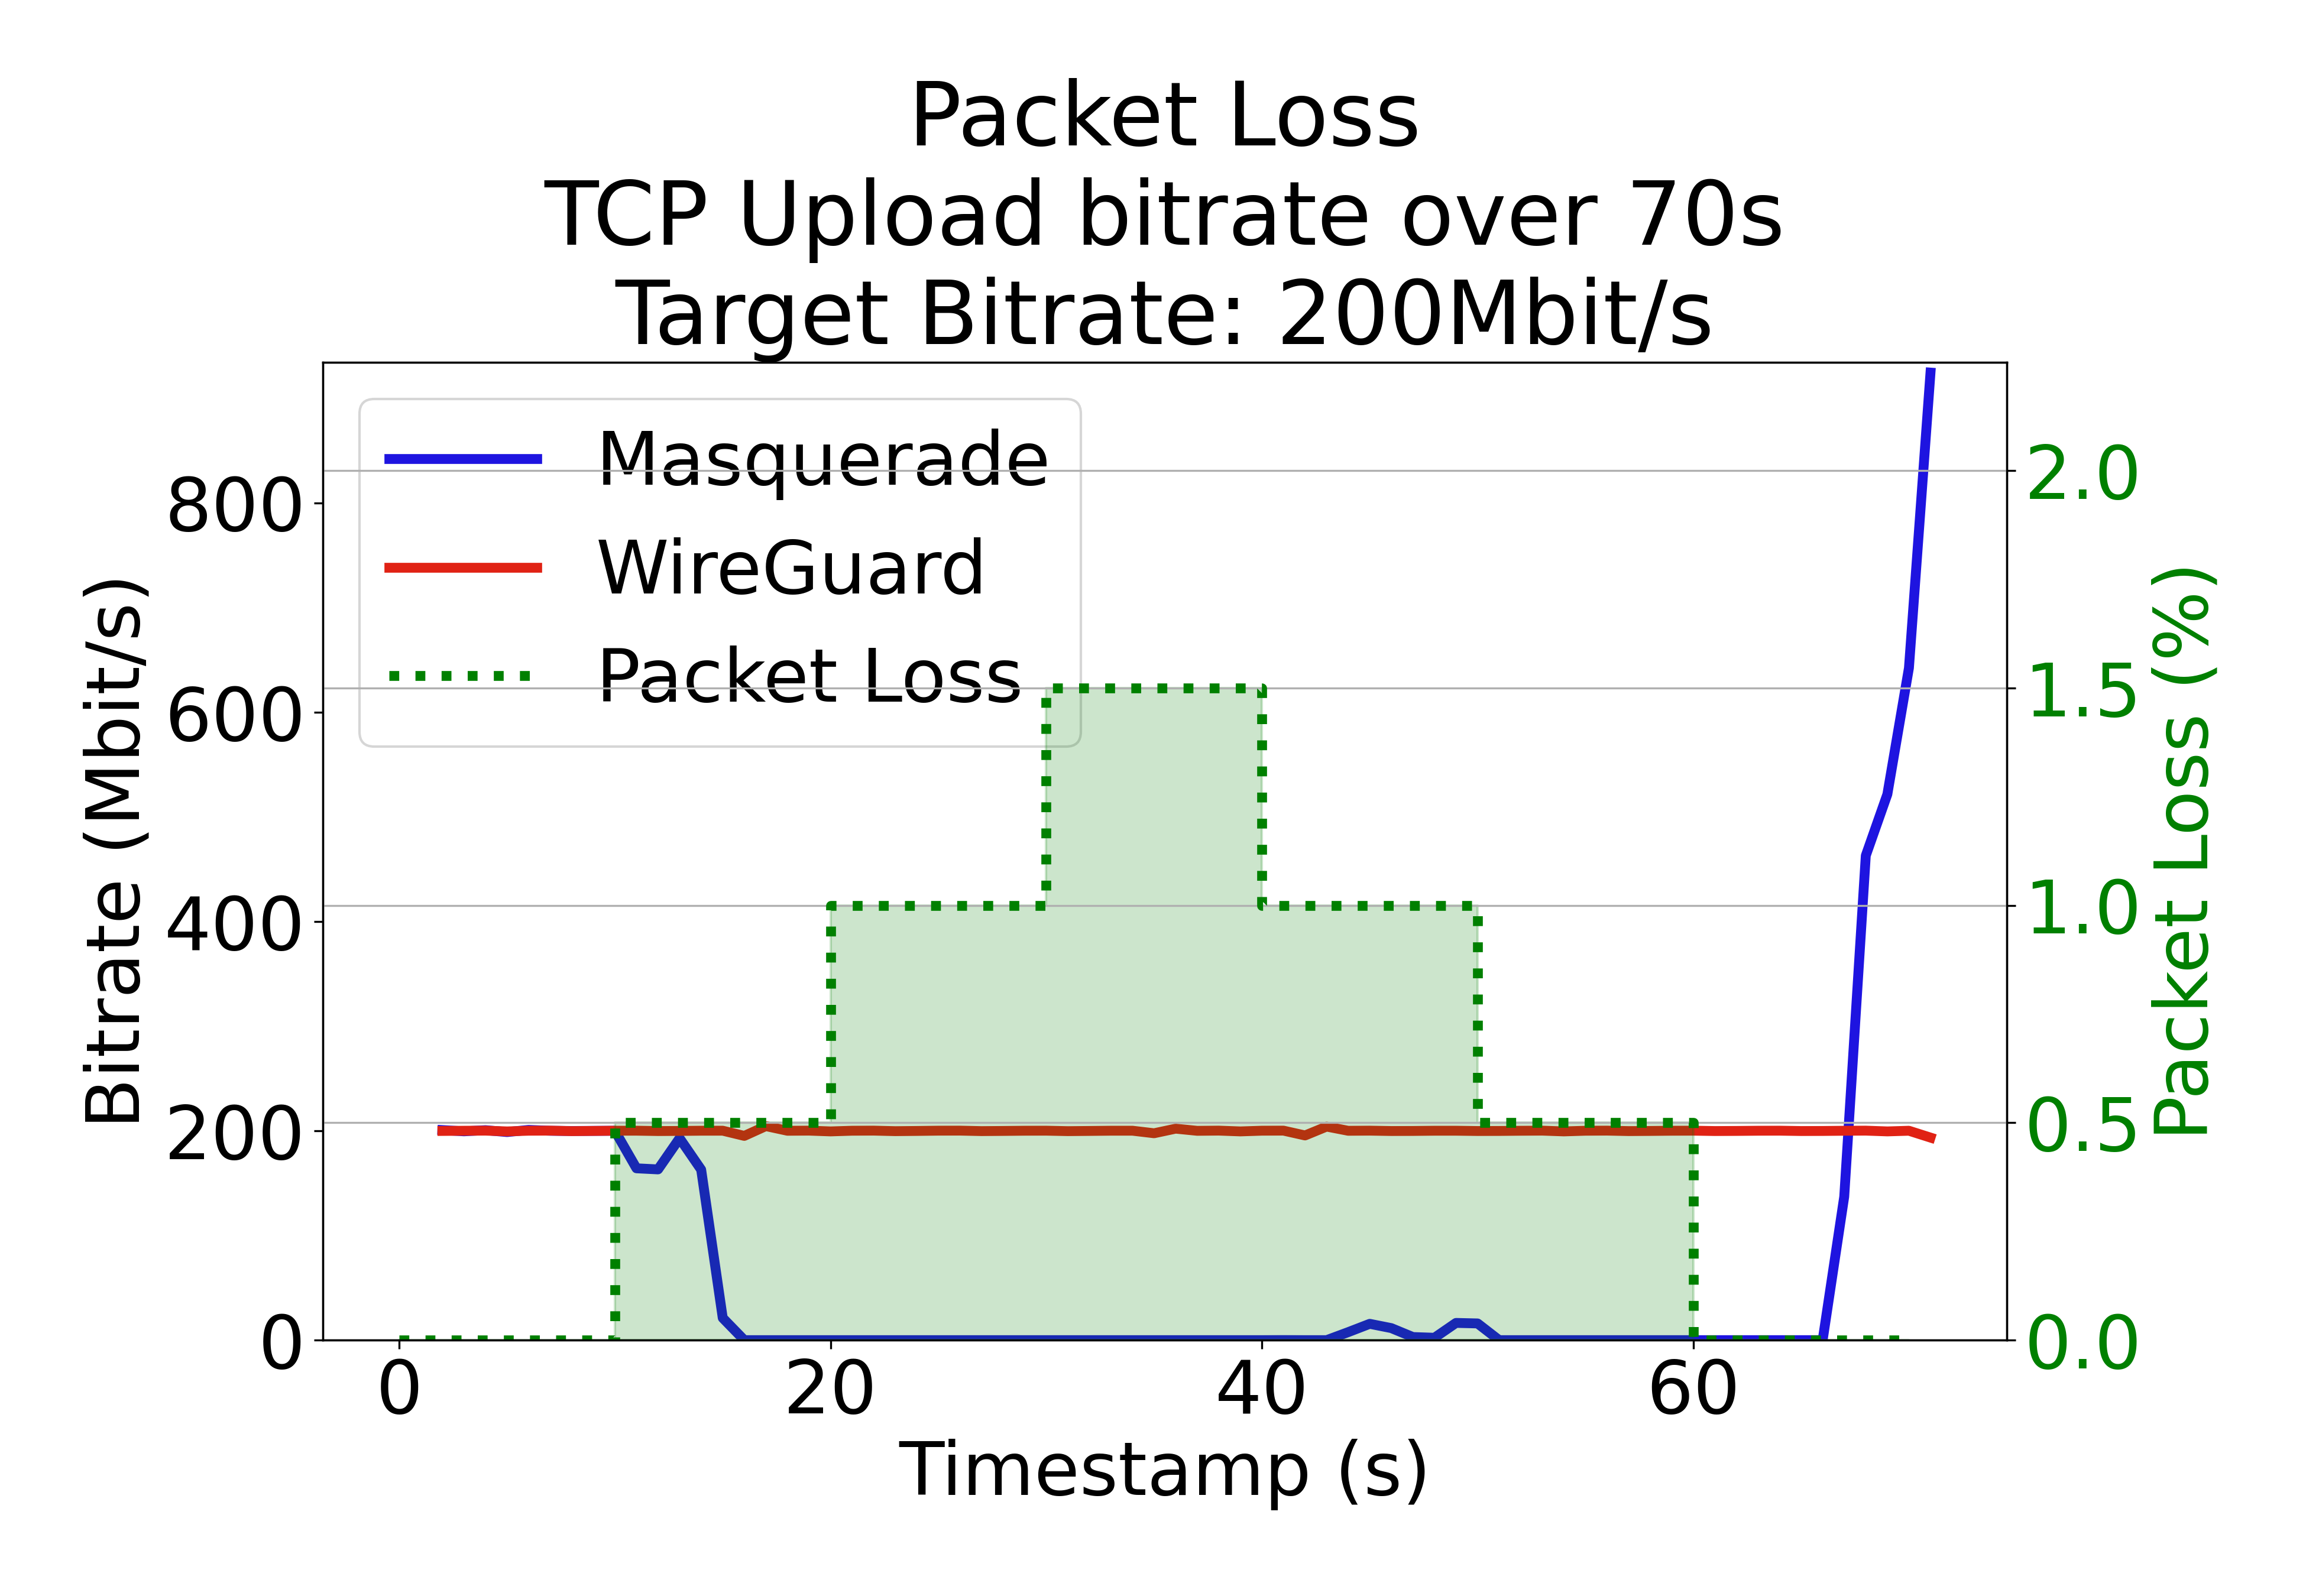 Packet Loss
TCP Upload bitrate over 70s
Target Bitrate: 200Mbit/s
Masquerade
WireGuard
Packet Loss
Bitrate (Mbit/s)
800
600
400
200
0
0 20 40 60
Timestamp (s)
2.0
1.5
1.0
0.5
0.0
Packet Loss (%)